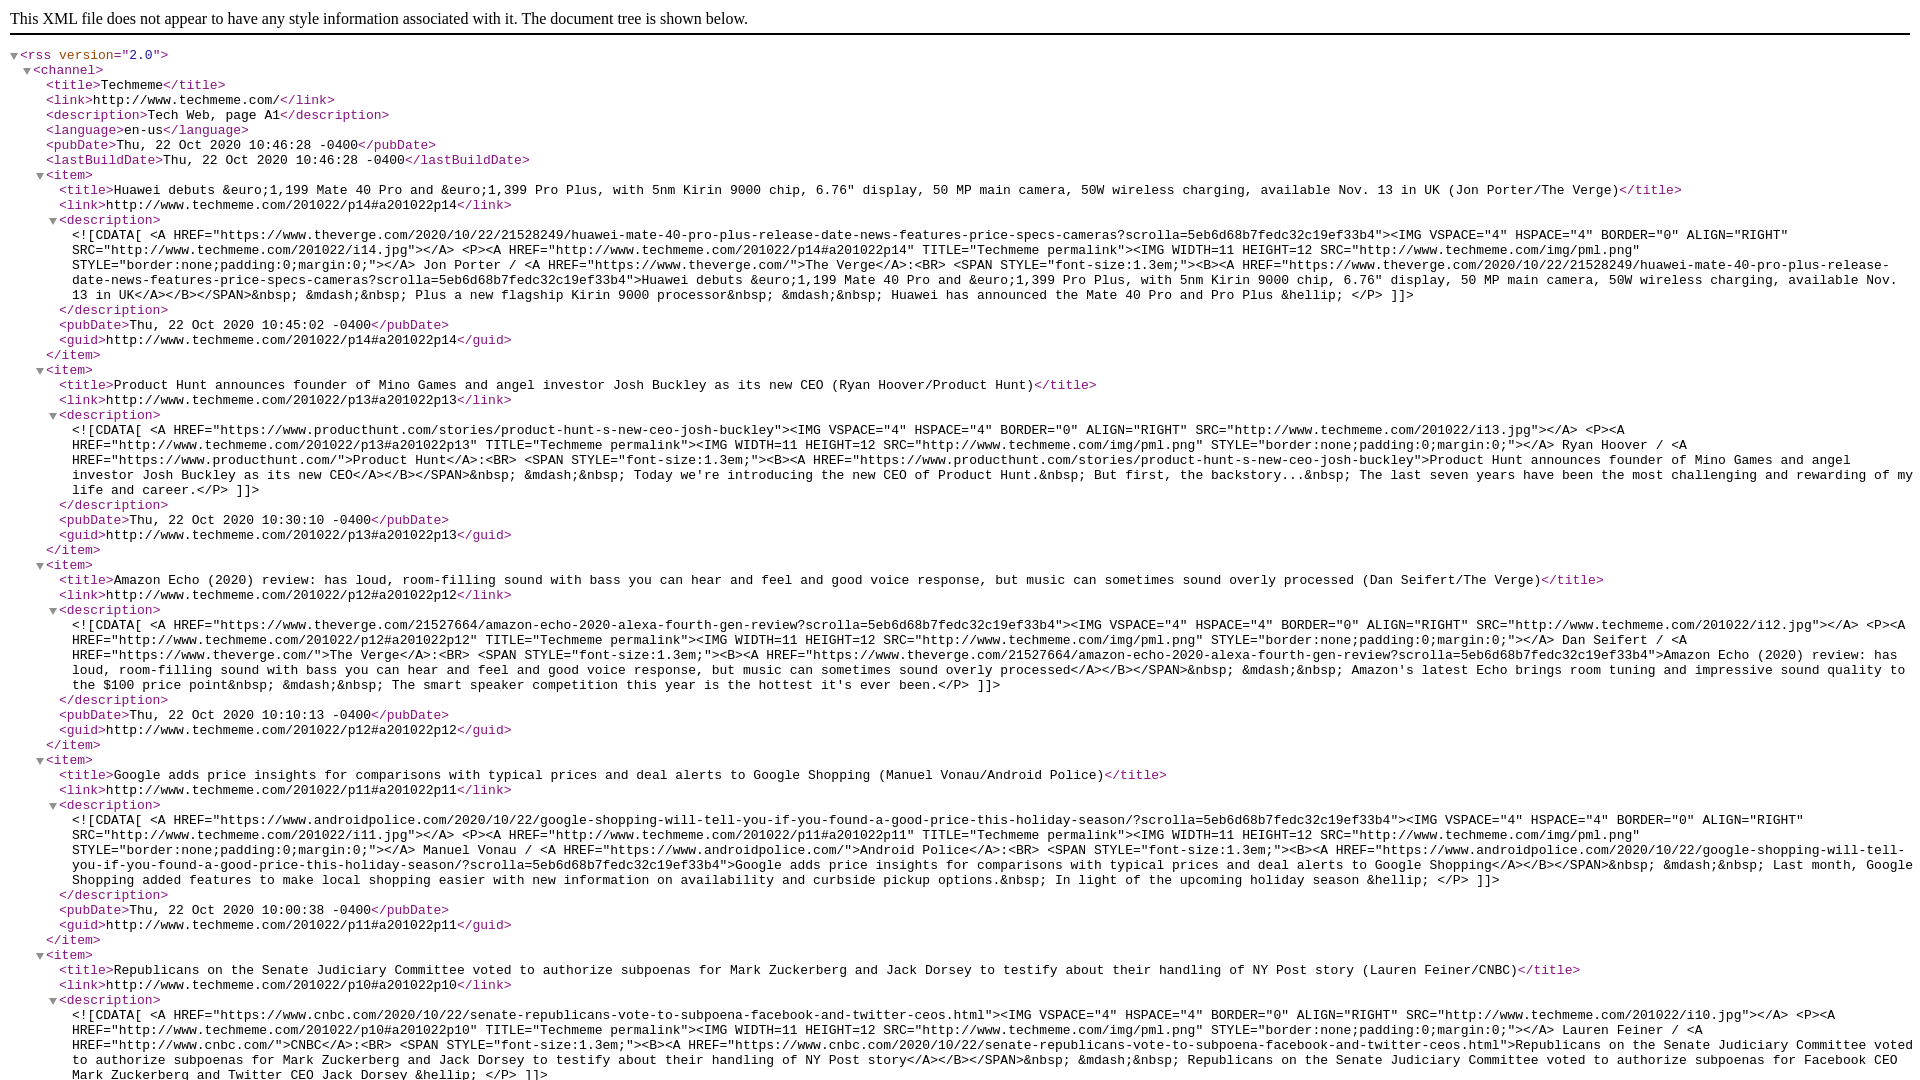 This XML file does not appear to have any style information associated with it. The document tree is shown below.
<rss version="2.0">
<channel>
<title>Techmeme</title>
<link>http://www.techmeme.com/</link>
<description>Tech Web, page A1</description>
<language>en-us</language>
<pubDate>Thu, 22 Oct 2020 10:46:28 -0400</pubDate>
<lastBuildDate>Thu, 22 Oct 2020 10:46:28 -0400</lastBuildDate>
<item>
<title>Huawei debuts &euro;1,199 Mate 40 Pro and &euro;1,399 Pro Plus, with 5nm Kirin 9000 chip, 6.76" display, 50 MP main camera, 50W wireless charging, available Nov. 13 in UK (Jon Porter/The Verge)</title>
<link>http://www.techmeme.com/201022/p14#a201022p14</link>
<description>
<![CDATA[ <A HREF="https://www.theverge.com/2020/10/22/21528249/huawei-mate-40-pro-plus-release-date-news-features-price-specs-cameras?scrolla=5eb6d68b7fedc32c19ef33b4"><IMG VSPACE="4" HSPACE="4" BORDER="0" ALIGN="RIGHT"
SRC="http://www.techmeme.com/201022/i14.jpg"></A> <P><A HREF="http://www.techmeme.com/201022/p14#a201022p14" TITLE="Techmeme permalink"><IMG WIDTH=11 HEIGHT=12 SRC="http://www.techmeme.com/img/pml.png"
STYLE="border:none;padding:0;margin:0;"></A> Jon Porter / <A HREF="https://www.theverge.com/">The Verge</A>:<BR> <SPAN STYLE="font-size:1.3em;"><B><A HREF="https://www.theverge.com/2020/10/22/21528249/huawei-mate-40-pro-plus-release-
date-news-features-price-specs-cameras?scrolla=5eb6d68b7fedc32c19ef33b4">Huawei debuts &euro;1,199 Mate 40 Pro and &euro;1,399 Pro Plus, with 5nm Kirin 9000 chip, 6.76" display, 50 MP main camera, 50W wireless charging, available Nov.
13 in UK</A></B></SPAN>&nbsp; &mdash;&nbsp; Plus a new flagship Kirin 9000 processor&nbsp; &mdash;&nbsp; Huawei has announced the Mate 40 Pro and Pro Plus &hellip; </P> ]]>
</description>
<pubDate>Thu, 22 Oct 2020 10:45:02 -0400</pubDate>
<guid>http://www.techmeme.com/201022/p14#a201022p14</guid>
</item>
<item>
<title>Product Hunt announces founder of Mino Games and angel investor Josh Buckley as its new CEO (Ryan Hoover/Product Hunt)</title>
<link>http://www.techmeme.com/201022/p13#a201022p13</link>
<description>
<![CDATA[ <A HREF="https://www.producthunt.com/stories/product-hunt-s-new-ceo-josh-buckley"><IMG VSPACE="4" HSPACE="4" BORDER="0" ALIGN="RIGHT" SRC="http://www.techmeme.com/201022/i13.jpg"></A> <P><A
HREF="http://www.techmeme.com/201022/p13#a201022p13" TITLE="Techmeme permalink"><IMG WIDTH=11 HEIGHT=12 SRC="http://www.techmeme.com/img/pml.png" STYLE="border:none;padding:0;margin:0;"></A> Ryan Hoover / <A
HREF="https://www.producthunt.com/">Product Hunt</A>:<BR> <SPAN STYLE="font-size:1.3em;"><B><A HREF="https://www.producthunt.com/stories/product-hunt-s-new-ceo-josh-buckley">Product Hunt announces founder of Mino Games and angel
investor Josh Buckley as its new CEO</A></B></SPAN>&nbsp; &mdash;&nbsp; Today we're introducing the new CEO of Product Hunt.&nbsp; But first, the backstory...&nbsp; The last seven years have been the most challenging and rewarding of my
life and career.</P> ]]>
</description>
<pubDate>Thu, 22 Oct 2020 10:30:10 -0400</pubDate>
<guid>http://www.techmeme.com/201022/p13#a201022p13</guid>
</item>
<item>
<title>Amazon Echo (2020) review: has loud, room-filling sound with bass you can hear and feel and good voice response, but music can sometimes sound overly processed (Dan Seifert/The Verge)</title>
<link>http://www.techmeme.com/201022/p12#a201022p12</link>
<description>
<![CDATA[ <A HREF="https://www.theverge.com/21527664/amazon-echo-2020-alexa-fourth-gen-review?scrolla=5eb6d68b7fedc32c19ef33b4"><IMG VSPACE="4" HSPACE="4" BORDER="0" ALIGN="RIGHT" SRC="http://www.techmeme.com/201022/i12.jpg"></A> <P><A
HREF="http://www.techmeme.com/201022/p12#a201022p12" TITLE="Techmeme permalink"><IMG WIDTH=11 HEIGHT=12 SRC="http://www.techmeme.com/img/pml.png" STYLE="border:none;padding:0;margin:0;"></A> Dan Seifert / <A
HREF="https://www.theverge.com/">The Verge</A>:<BR> <SPAN STYLE="font-size:1.3em;"><B><A HREF="https://www.theverge.com/21527664/amazon-echo-2020-alexa-fourth-gen-review?scrolla=5eb6d68b7fedc32c19ef33b4">Amazon Echo (2020) review: has
loud, room-filling sound with bass you can hear and feel and good voice response, but music can sometimes sound overly processed</A></B></SPAN>&nbsp; &mdash;&nbsp; Amazon's latest Echo brings room tuning and impressive sound quality to
the $100 price point&nbsp; &mdash;&nbsp; The smart speaker competition this year is the hottest it's ever been.</P> ]]>
</description>
<pubDate>Thu, 22 Oct 2020 10:10:13 -0400</pubDate>
<guid>http://www.techmeme.com/201022/p12#a201022p12</guid>
</item>
<item>
<title>Google adds price insights for comparisons with typical prices and deal alerts to Google Shopping (Manuel Vonau/Android Police)</title>
<link>http://www.techmeme.com/201022/p11#a201022p11</link>
<description>
<![CDATA[ <A HREF="https://www.androidpolice.com/2020/10/22/google-shopping-will-tell-you-if-you-found-a-good-price-this-holiday-season/?scrolla=5eb6d68b7fedc32c19ef33b4"><IMG VSPACE="4" HSPACE="4" BORDER="0" ALIGN="RIGHT"
SRC="http://www.techmeme.com/201022/i11.jpg"></A> <P><A HREF="http://www.techmeme.com/201022/p11#a201022p11" TITLE="Techmeme permalink"><IMG WIDTH=11 HEIGHT=12 SRC="http://www.techmeme.com/img/pml.png"
STYLE="border:none;padding:0;margin:0;"></A> Manuel Vonau / <A HREF="https://www.androidpolice.com/">Android Police</A>:<BR> <SPAN STYLE="font-size:1.3em;"><B><A HREF="https://www.androidpolice.com/2020/10/22/google-shopping-will-tell-
you-if-you-found-a-good-price-this-holiday-season/?scrolla=5eb6d68b7fedc32c19ef33b4">Google adds price insights for comparisons with typical prices and deal alerts to Google Shopping</A></B></SPAN>&nbsp; &mdash;&nbsp; Last month, Google
Shopping added features to make local shopping easier with new information on availability and curbside pickup options.&nbsp; In light of the upcoming holiday season &hellip; </P> ]]>
</description>
<pubDate>Thu, 22 Oct 2020 10:00:38 -0400</pubDate>
<guid>http://www.techmeme.com/201022/p11#a201022p11</guid>
</item>
<item>
<title>Republicans on the Senate Judiciary Committee voted to authorize subpoenas for Mark Zuckerberg and Jack Dorsey to testify about their handling of NY Post story (Lauren Feiner/CNBC)</title>
<link>http://www.techmeme.com/201022/p10#a201022p10</link>
<description>
<![CDATA[ <A HREF="https://www.cnbc.com/2020/10/22/senate-republicans-vote-to-subpoena-facebook-and-twitter-ceos.html"><IMG VSPACE="4" HSPACE="4" BORDER="0" ALIGN="RIGHT" SRC="http://www.techmeme.com/201022/i10.jpg"></A> <P><A
HREF="http://www.techmeme.com/201022/p10#a201022p10" TITLE="Techmeme permalink"><IMG WIDTH=11 HEIGHT=12 SRC="http://www.techmeme.com/img/pml.png" STYLE="border:none;padding:0;margin:0;"></A> Lauren Feiner / <A
HREF="http://www.cnbc.com/">CNBC</A>:<BR> <SPAN STYLE="font-size:1.3em;"><B><A HREF="https://www.cnbc.com/2020/10/22/senate-republicans-vote-to-subpoena-facebook-and-twitter-ceos.html">Republicans on the Senate Judiciary Committee voted
to authorize subpoenas for Mark Zuckerberg and Jack Dorsey to testify about their handling of NY Post story</A></B></SPAN>&nbsp; &mdash;&nbsp; Republicans on the Senate Judiciary Committee voted to authorize subpoenas for Facebook CEO
Mark Zuckerberg and Twitter CEO Jack Dorsey &hellip; </P> ]]>